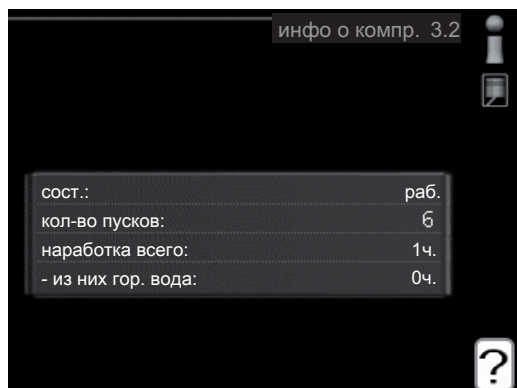 инфо о компр. 3.2
сост.: раб.
кол-во пусков: 6
наработка всего: 1ч.
- из них гор. вода: 0ч.
?